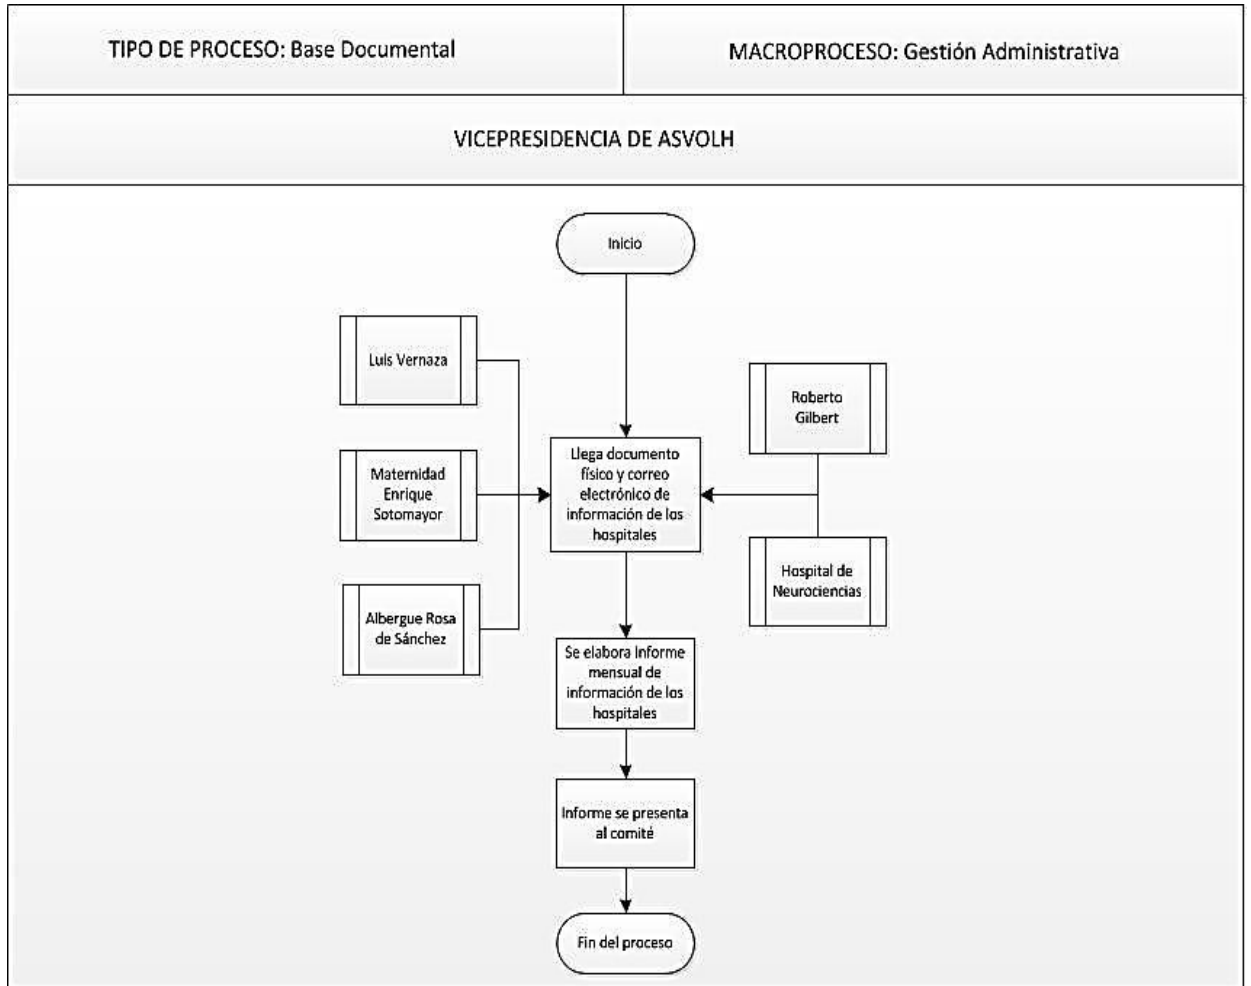 TIPO DE PROCESO: Base Documental
MACROPROCESO: Gestión Administrativa
VICEPRESIDENCIA DE ASVOLH
Inicio
Luis Vernaza
Roberto
Gilbert
Maternidad
Enrique
Sotomayor
Llega documento
físico y correo
electrónico de
información de los
hospitales
Hospital de
Neurociencias
Albergue Rosa
de Sánchez
Se elabora Informe
mensual de
información de los
hospitales
Informe se presenta
al comité
Fin del proceso